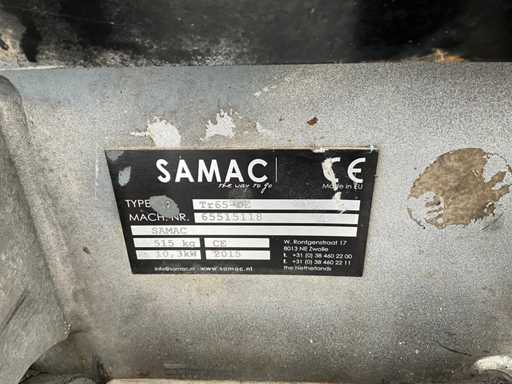 SAMAC
the way to go
CE
Made in EU
TYPE Tr65-DE
MACH. NR. 65515118
SAMAC
515 kg CE
10,3kW 2015
W. Rontgenstraat 17
8013 NE Zwolle
t. +31 (0) 38 460 22 00
f. +31 (0) 38 460 22 11
the Netherlands
info@samac.nl www.samac.nl